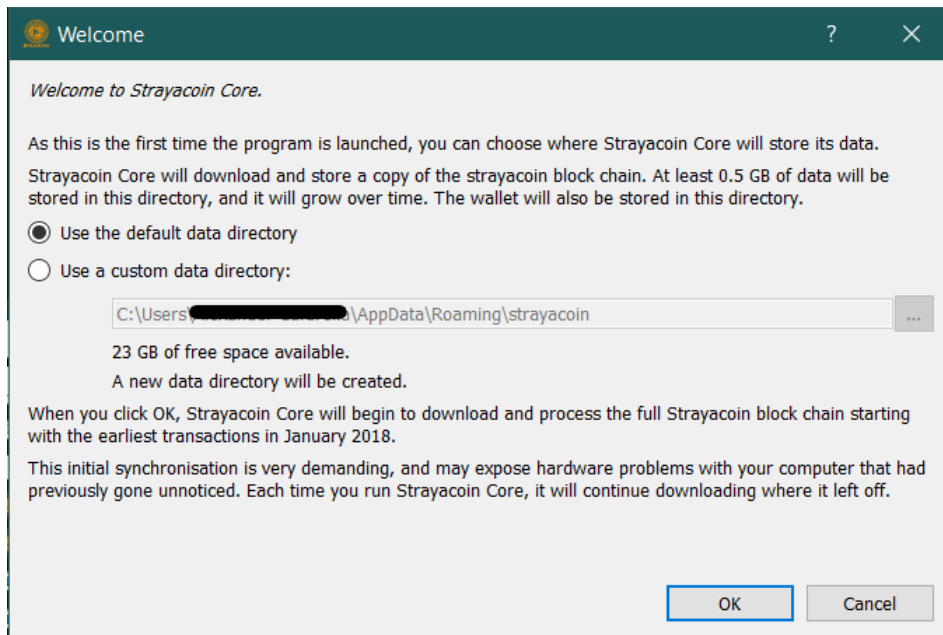 Welcome
?
Welcome to Strayacoin Core.
As this is the first time the program is launched, you can choose where Strayacoin Core will store its data.
Strayacoin Core will download and store a copy of the strayacoin block chain. At least 0.5 GB of data will be
stored in this directory, and it will grow over time. The wallet will also be stored in this directory.
Use the default data directory
Use a custom data directory:
C:\Users\ \AppData\Roaming\strayacoin
...
23 GB of free space available.
A new data directory will be created.
When you click OK, Strayacoin Core will begin to download and process the full Strayacoin block chain starting
with the earliest transactions in January 2018.
This initial synchronisation is very demanding, and may expose hardware problems with your computer that had
previously gone unnoticed. Each time you run Strayacoin Core, it will continue downloading where it left off.
OK
Cancel